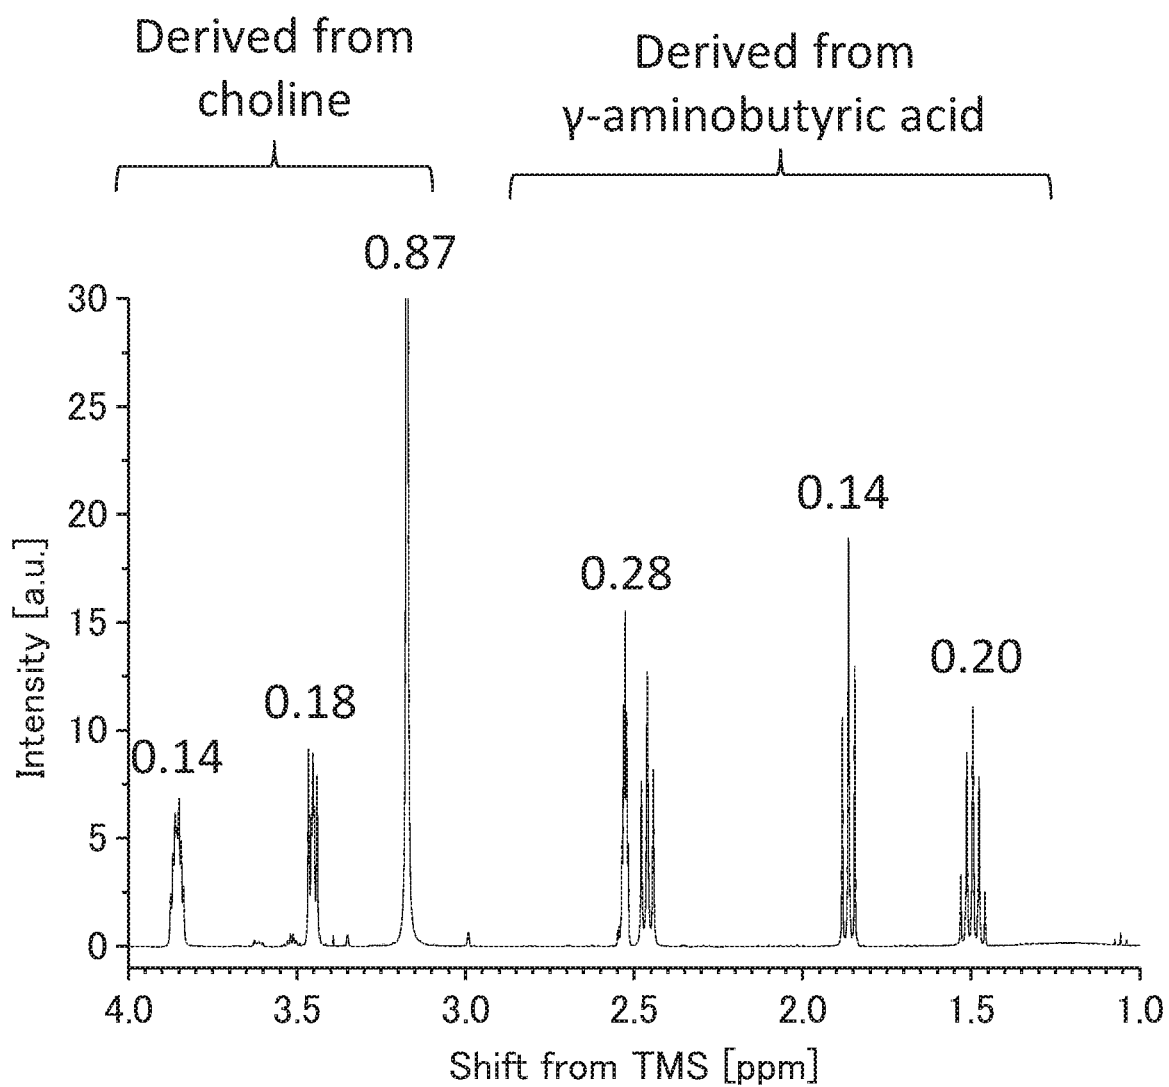 Derived from
choline
Derived from
γ-aminobutyric acid
0.87
0.14
0.28
0.20
0.18
0.14
30
25
20
15
10
5
0
Intensity [a.u.]
4.0 3.5 3.0 2.5 2.0 1.5 1.0
Shift from TMS [ppm]